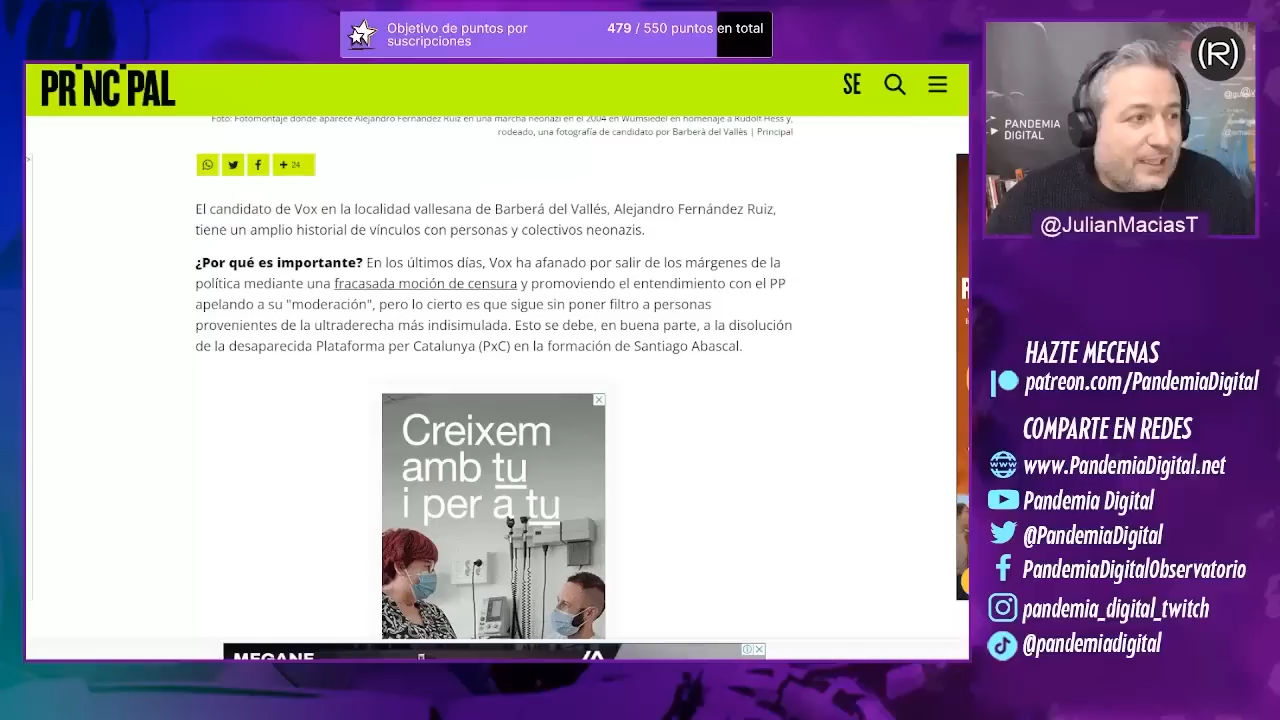 Objetivo de puntos por
suscripciones
479 / 550 puntos en total
PRINCIPAL
SE
Foto: Fotomontaje donde aparece Alejandro Fernández Ruiz en una marcha neonazi en el 2004 en Wumsiedel en homenaje a Rudolf Hess y,
rodeado, una fotografía de candidato por Barberà del Vallès | Principal
+ 24
El candidato de Vox en la localidad vallesana de Barberá del Vallés, Alejandro Fernández Ruiz,
tiene un amplio historial de vínculos con personas y colectivos neonazis.
¿Por qué es importante? En los últimos días, Vox ha afanado por salir de los márgenes de la
política mediante una fracasada moción de censura y promoviendo el entendimiento con el PP
apelando a su "moderación", pero lo cierto es que sigue sin poner filtro a personas
provenientes de la ultraderecha más indisimulada. Esto se debe, en buena parte, a la disolución
de la desaparecida Plataforma per Catalunya (PxC) en la formación de Santiago Abascal.
Creixem
amb tu
i per a tu
MEGANE
(R)
PANDEMIA
DIGITAL
@JulianMaciasT
HAZTE MECENAS
patreon.com/PandemiaDigital
COMPARTE EN REDES
www.PandemiaDigital.net
Pandemia Digital
@PandemiaDigital
PandemiaDigitalObservatorio
pandemia_digital_twitch
@pandemiadigital